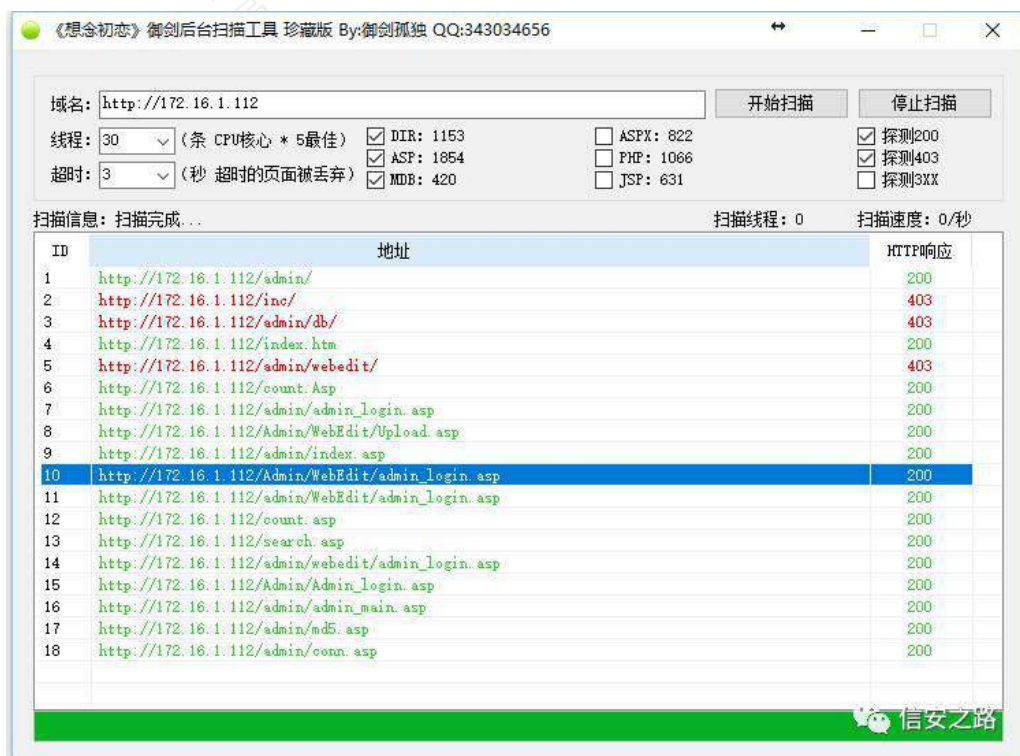 《想念初恋》御剑后台扫描工具 珍藏版 By:御剑孤独 QQ:343034656
域名: http://172.16.1.112 开始扫描 停止扫描
线程: 30 (条 CPU核心 * 5最佳) DIR: 1153 ASPX: 822 探测200
ASP: 1854 PHP: 1066 探测403
超时: 3 (秒 超时的页面被丢弃) MDB: 420 JSP: 631 探测3XX
扫描信息: 扫描完成... 扫描线程: 0 扫描速度: 0/秒
ID 地址 HTTP响应
1 http://172.16.1.112/admin/ 200
2 http://172.16.1.112/inc/ 403
3 http://172.16.1.112/admin/db/ 403
4 http://172.16.1.112/index.htm 200
5 http://172.16.1.112/admin/webedit/ 403
6 http://172.16.1.112/count.Asp 200
7 http://172.16.1.112/admin/admin_login.asp 200
8 http://172.16.1.112/Admin/WebEdit/Upload.asp 200
9 http://172.16.1.112/admin/index.asp 200
10 http://172.16.1.112/Admin/WebEdit/admin_login.asp 200
11 http://172.16.1.112/admin/WebEdit/admin_login.asp 200
12 http://172.16.1.112/count.asp 200
13 http://172.16.1.112/search.asp 200
14 http://172.16.1.112/admin/webedit/admin_login.asp 200
15 http://172.16.1.112/Admin/Admin_login.asp 200
16 http://172.16.1.112/admin/admin_main.asp 200
17 http://172.16.1.112/admin/md5.asp 200
18 http://172.16.1.112/admin/conn.asp 200
信安之路